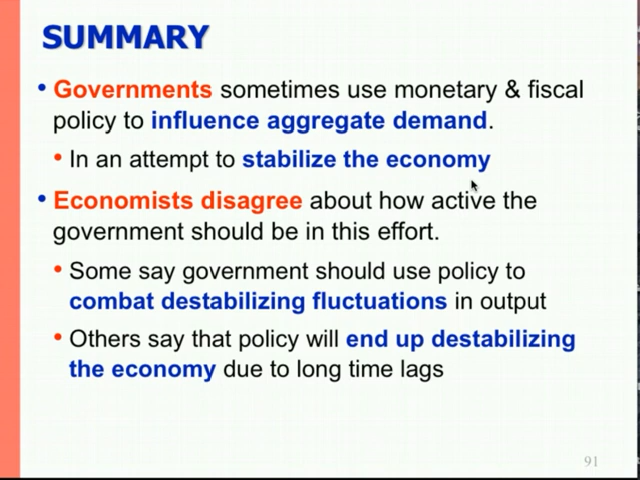 SUMMARY
• Governments sometimes use monetary & fiscal
policy to influence aggregate demand.
• In an attempt to stabilize the economy
• Economists disagree about how active the
government should be in this effort.
• Some say government should use policy to
combat destabilizing fluctuations in output
• Others say that policy will end up destabilizing
the economy due to long time lags
91